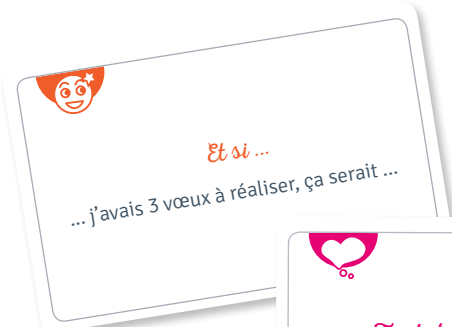 Et si ...
... j'avais 3 vœux à réaliser, ça serait ...